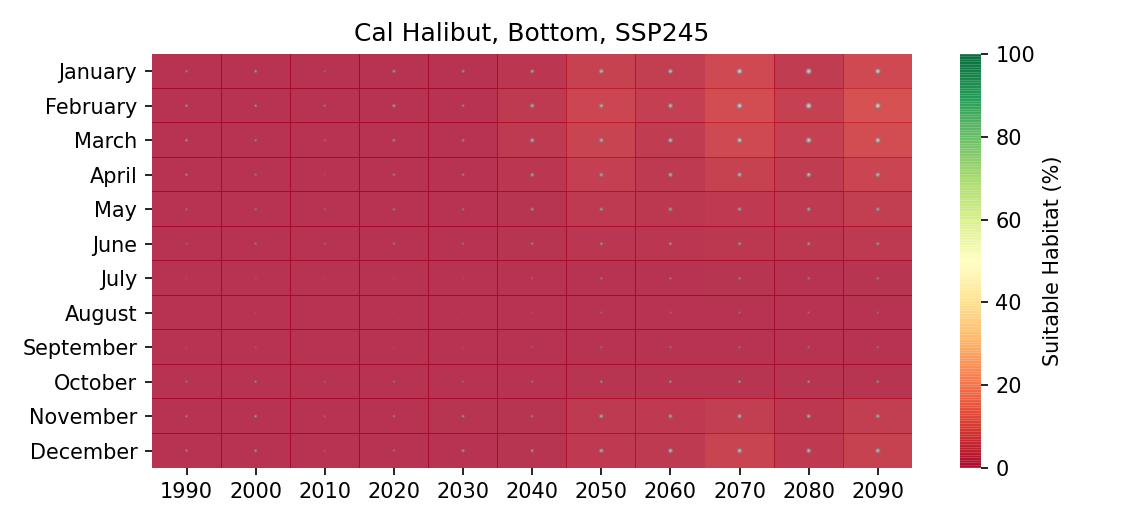 Cal Halibut, Bottom, SSP245
January
February
March
April
May
June
July
August
September
October
November
December
1990 2000 2010 2020 2030 2040 2050 2060 2070 2080 2090
100
80
60
40
20
0
Suitable Habitat (%)